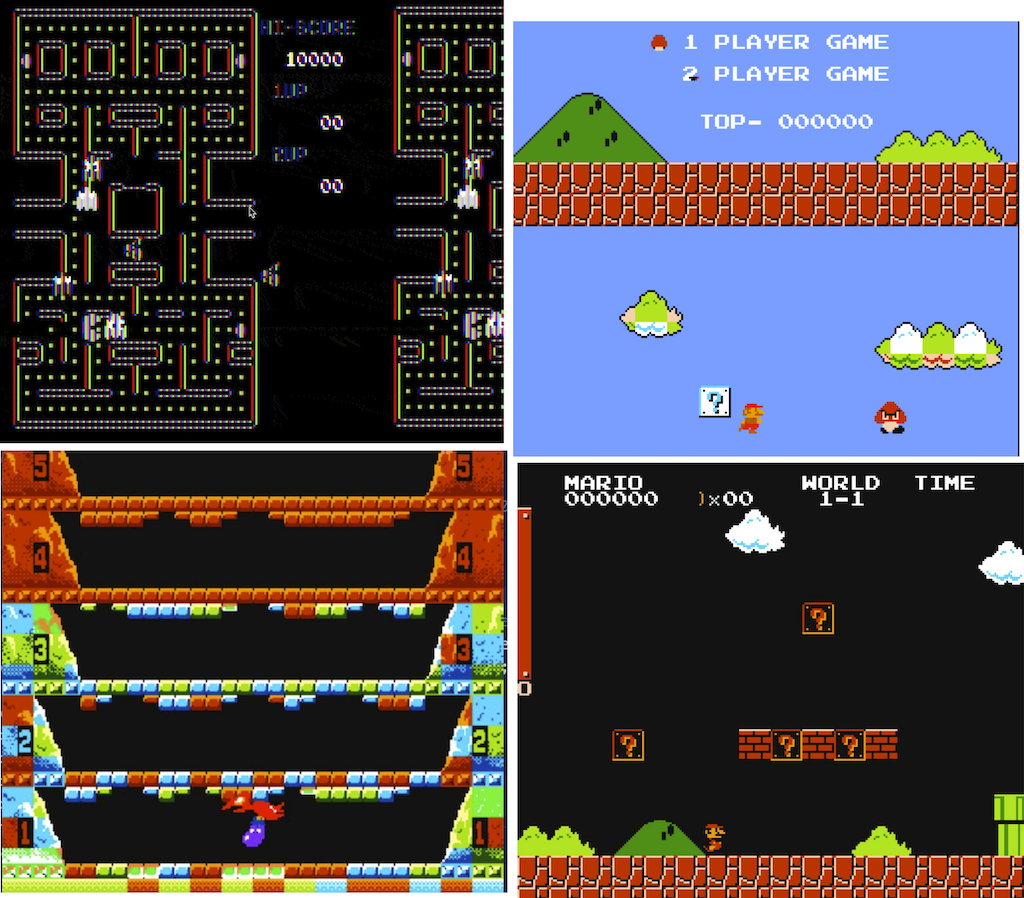 HI-SCORE
10000
1UP
00
2UP
00
1 PLAYER GAME
2 PLAYER GAME
TOP- 000000
?
5 5
4 4
3 3
2 2
1 1
MARIO WORLD TIME
000000 )×00 1-1
?
0
? ? ?